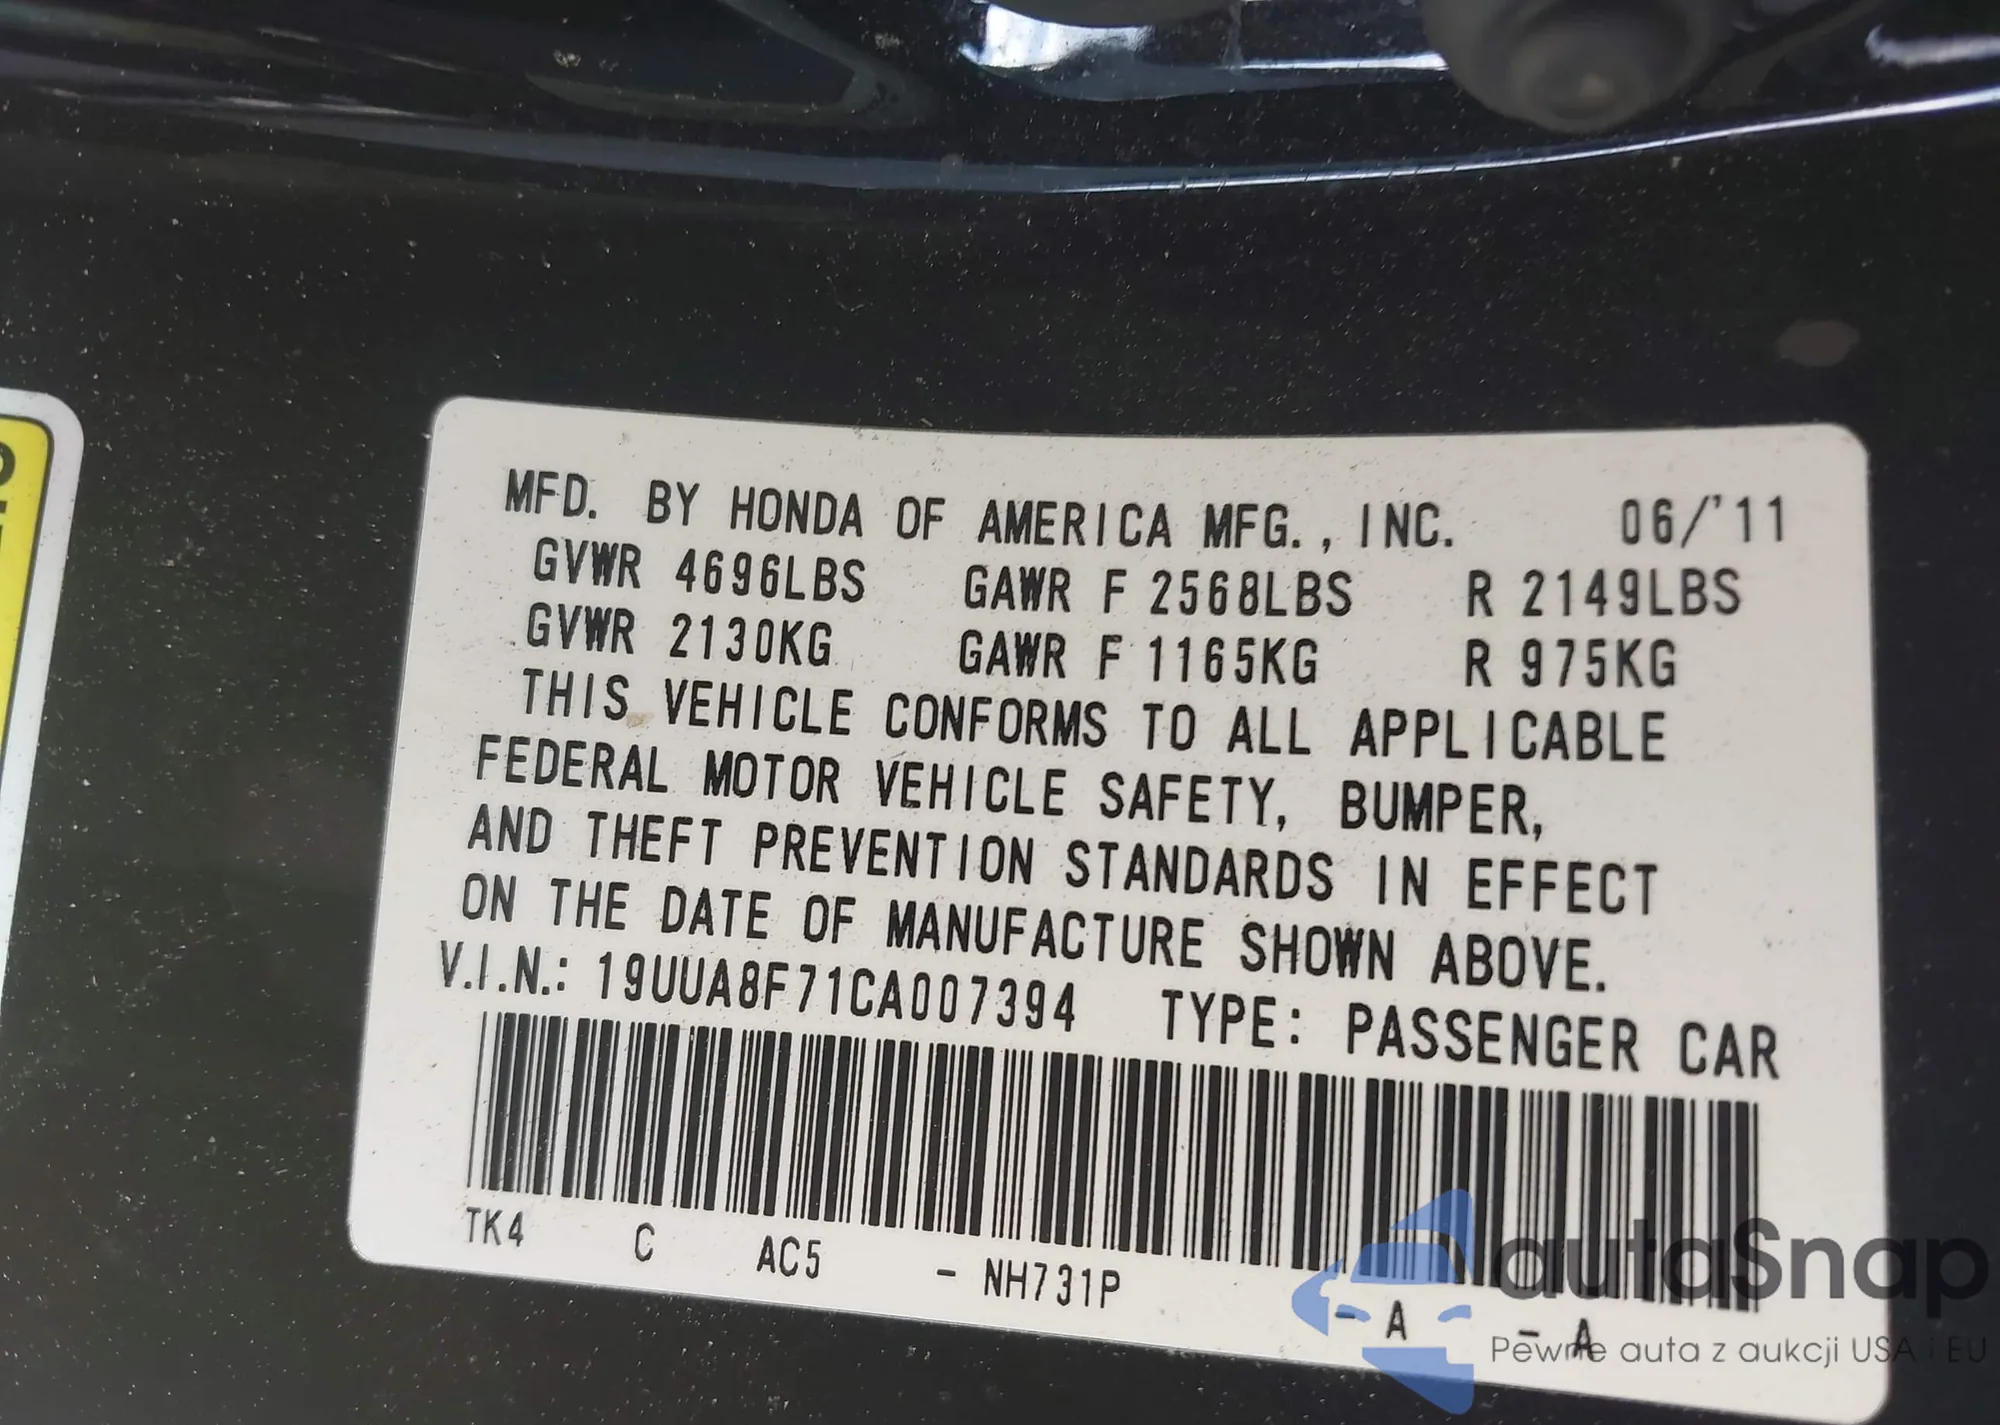 MFD. BY HONDA OF AMERICA MFG., INC. 06/'11
GVWR 4696LBS GAWR F 2568LBS R 2149LBS
GVWR 2130KG GAWR F 1165KG R 975KG
THIS VEHICLE CONFORMS TO ALL APPLICABLE
FEDERAL MOTOR VEHICLE SAFETY, BUMPER,
AND THEFT PREVENTION STANDARDS IN EFFECT
ON THE DATE OF MANUFACTURE SHOWN ABOVE.
V.I.N.: 19UUA8F71CA007394 TYPE: PASSENGER CAR
TK4 C AC5 - NH731P - A - A
autaSnap
Pewne auta z aukcji USA i EU